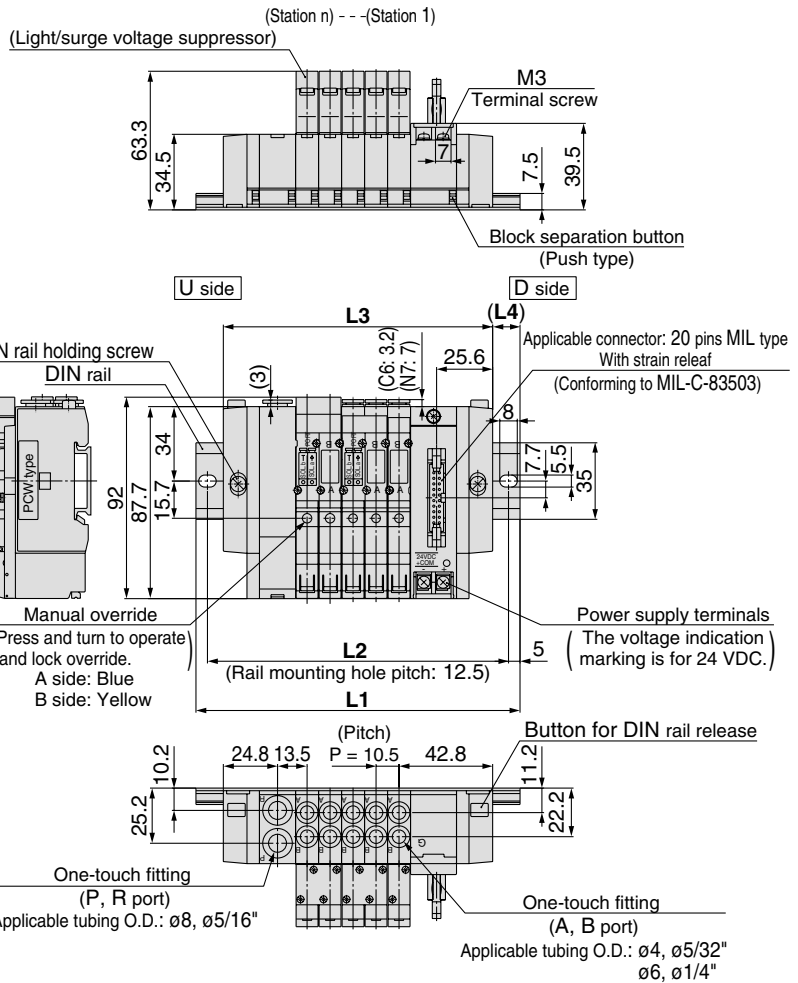 (Station n) - - -(Station 1)
(Light/surge voltage suppressor)
M3
Terminal screw
63.3
34.5
7
7.5
39.5
Block separation button
(Push type)
U side
D side
L3
(L4)
N rail holding screw
DIN rail
(3)
(C6: 3.2)
(N7: 7)
25.6
Applicable connector: 20 pins MIL type
With strain releaf
(Conforming to MIL-C-83503)
8
PCW type
92
87.7
34
15.7
7.7
5.5
35
24VDC
+COM
- +
Manual override
Press and turn to operate)
and lock override.
A side: Blue
B side: Yellow
L2
(Rail mounting hole pitch: 12.5)
5
L1
Power supply terminals
(The voltage indication
marking is for 24 VDC.)
(Pitch)
24.8 13.5 P = 10.5 42.8
Button for DIN rail release
10.2
25.2
11.2
22.2
R
P
A A A A A
B B B B B
G
One-touch fitting
(P, R port)
Applicable tubing O.D.: ø8, ø5/16"
One-touch fitting
(A, B port)
Applicable tubing O.D.: ø4, ø5/32"
ø6, ø1/4"